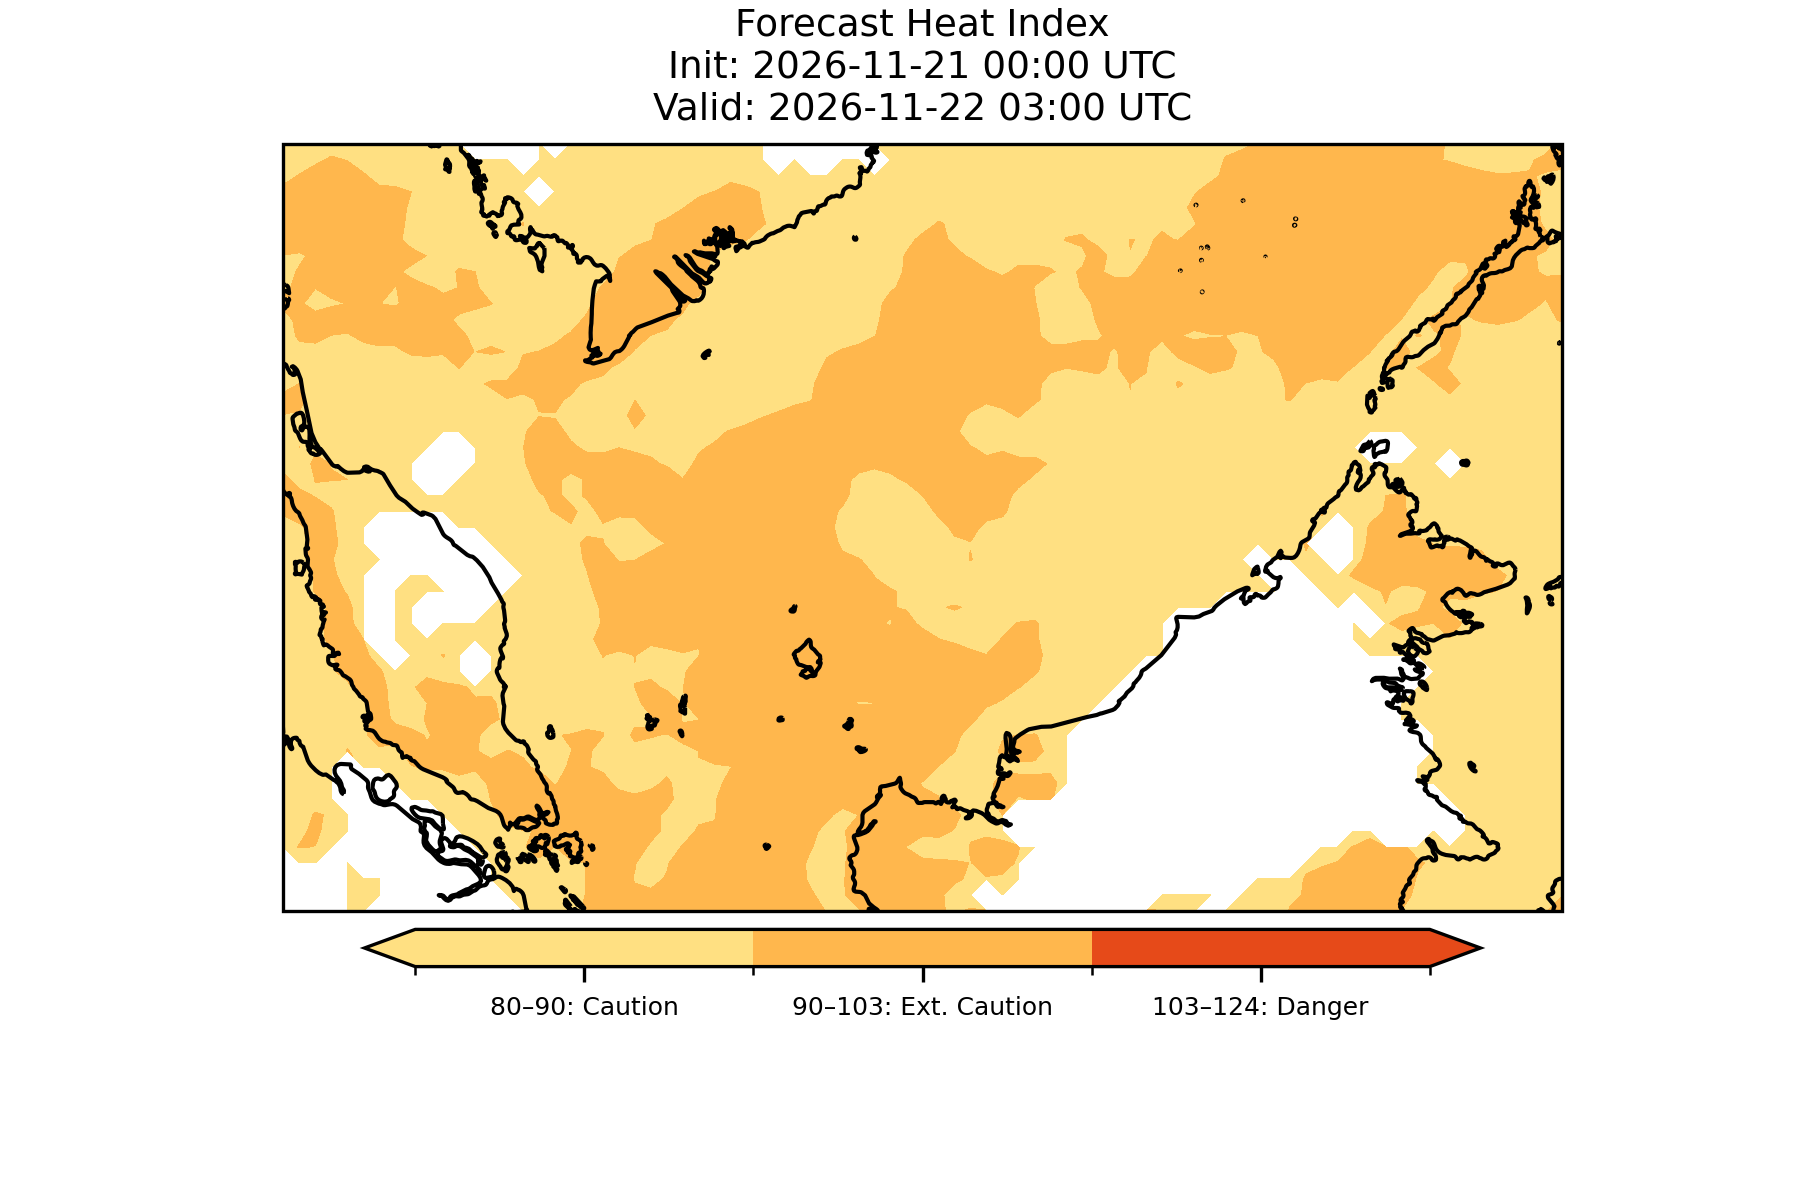 Forecast Heat Index
Init: 2026-11-21 00:00 UTC
Valid: 2026-11-22 03:00 UTC
80–90: Caution
90–103: Ext. Caution
103–124: Danger